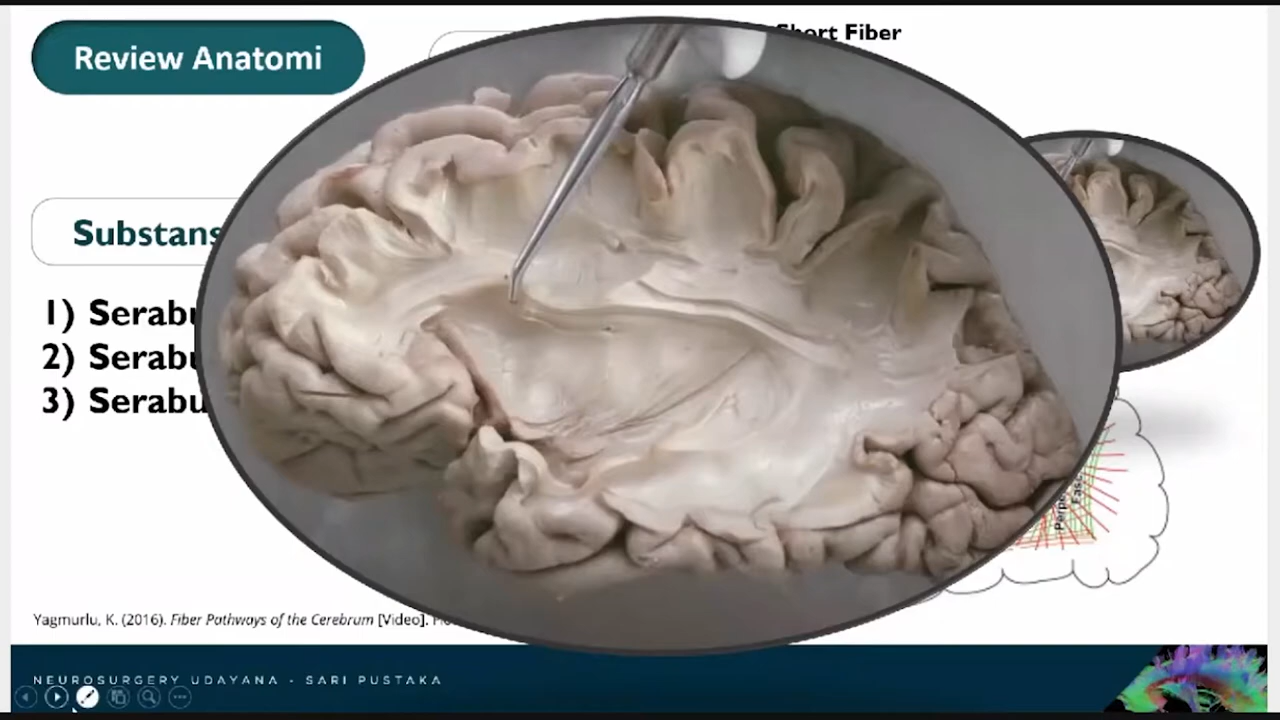 Review Anatomi
Short Fiber
Substans
1) Serabu
2) Serabu
3) Serabu
Yagmurlu, K. (2016). Fiber Pathways of the Cerebrum [Video].
NEUROSURGERY UDAYANA - SARI PUSTAKA